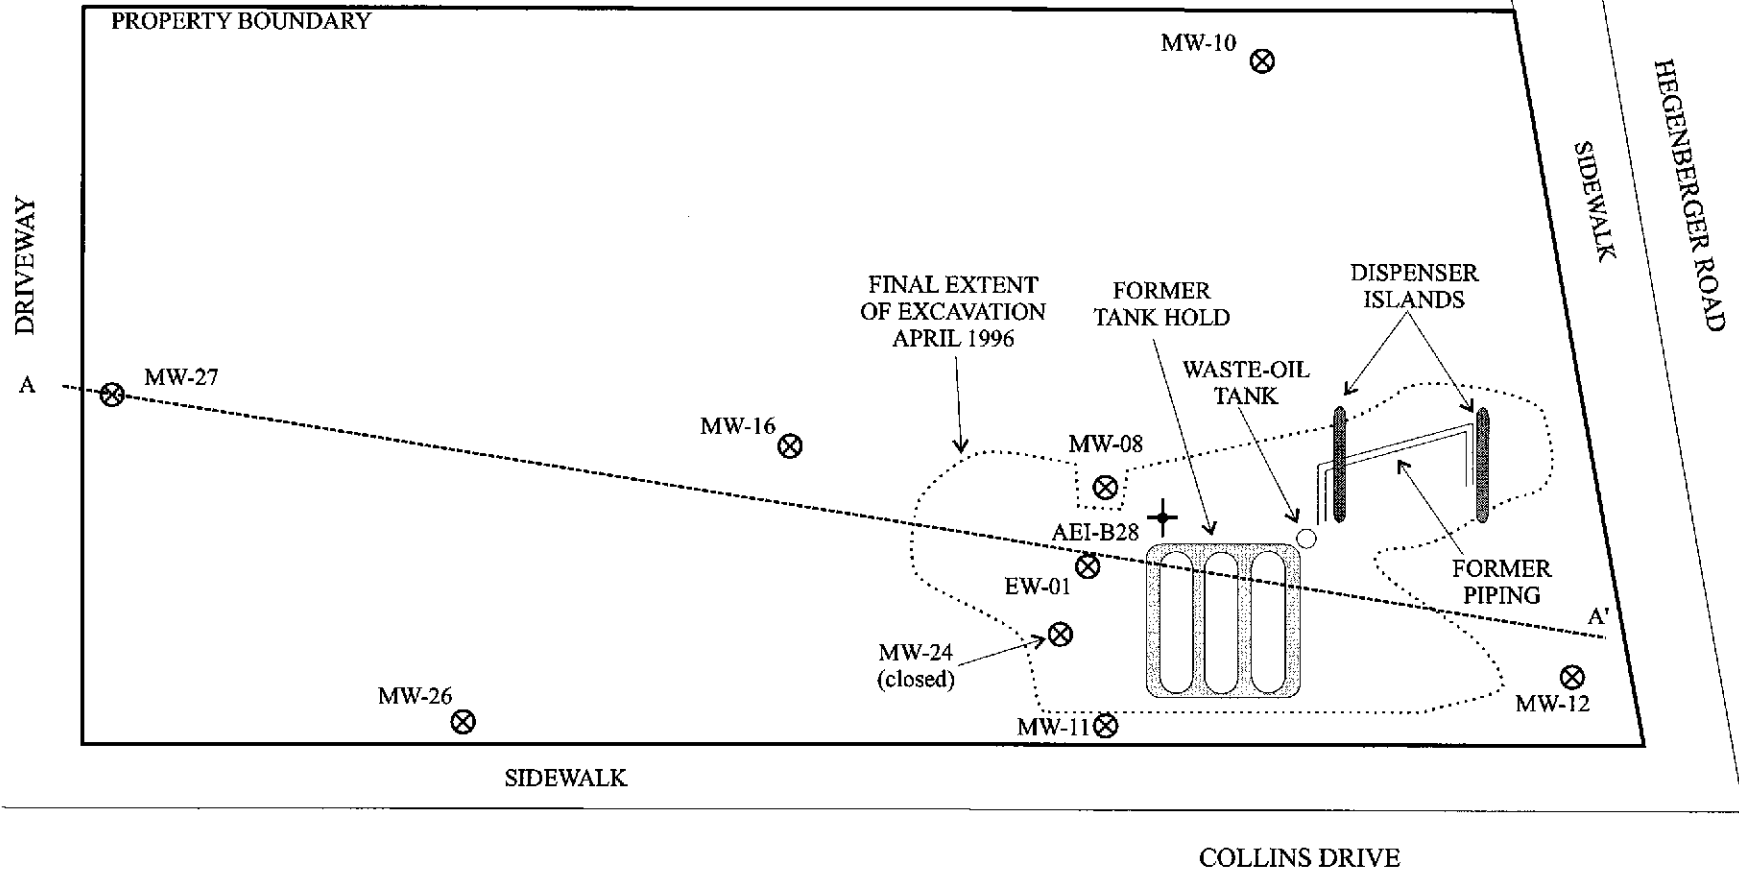 PROPERTY BOUNDARY
MW-10
HEGENBERGER ROAD
SIDEWALK
DRIVEWAY
FINAL EXTENT
OF EXCAVATION
APRIL 1996
FORMER
TANK HOLD
DISPENSER
ISLANDS
WASTE-OIL
TANK
A
MW-27
MW-16
MW-08
AEI-B28
EW-01
FORMER
PIPING
A'
MW-24
(closed)
MW-26
MW-11
MW-12
SIDEWALK
COLLINS DRIVE